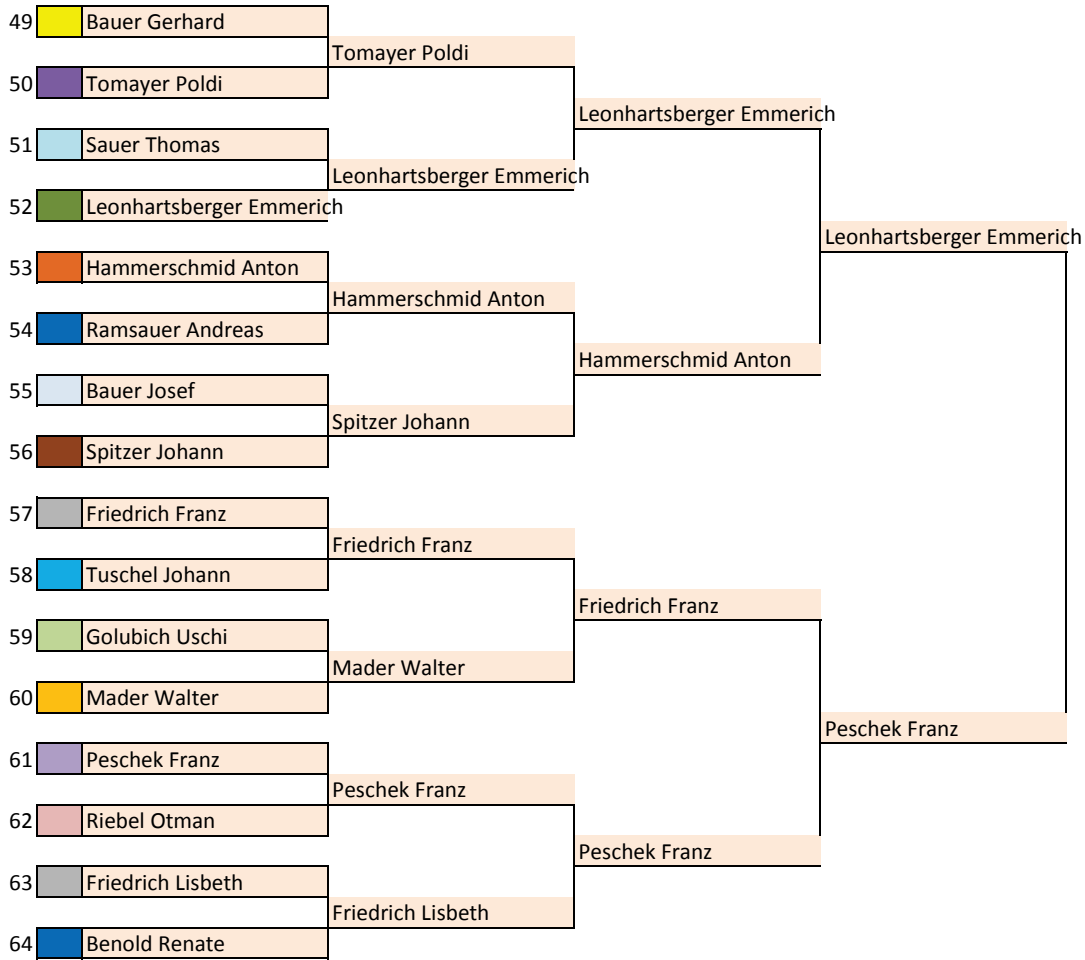 49 Bauer Gerhard
Tomayer Poldi
50 Tomayer Poldi
Leonhartsberger Emmerich
51 Sauer Thomas
Leonhartsberger Emmerich
52 Leonhartsberger Emmerich
Leonhartsberger Emmerich
53 Hammerschmid Anton
Hammerschmid Anton
54 Ramsauer Andreas
Hammerschmid Anton
55 Bauer Josef
Spitzer Johann
56 Spitzer Johann
57 Friedrich Franz
Friedrich Franz
58 Tuschel Johann
Friedrich Franz
59 Golubich Uschi
Mader Walter
60 Mader Walter
Peschek Franz
61 Peschek Franz
Peschek Franz
62 Riebel Otman
Peschek Franz
63 Friedrich Lisbeth
Friedrich Lisbeth
64 Benold Renate